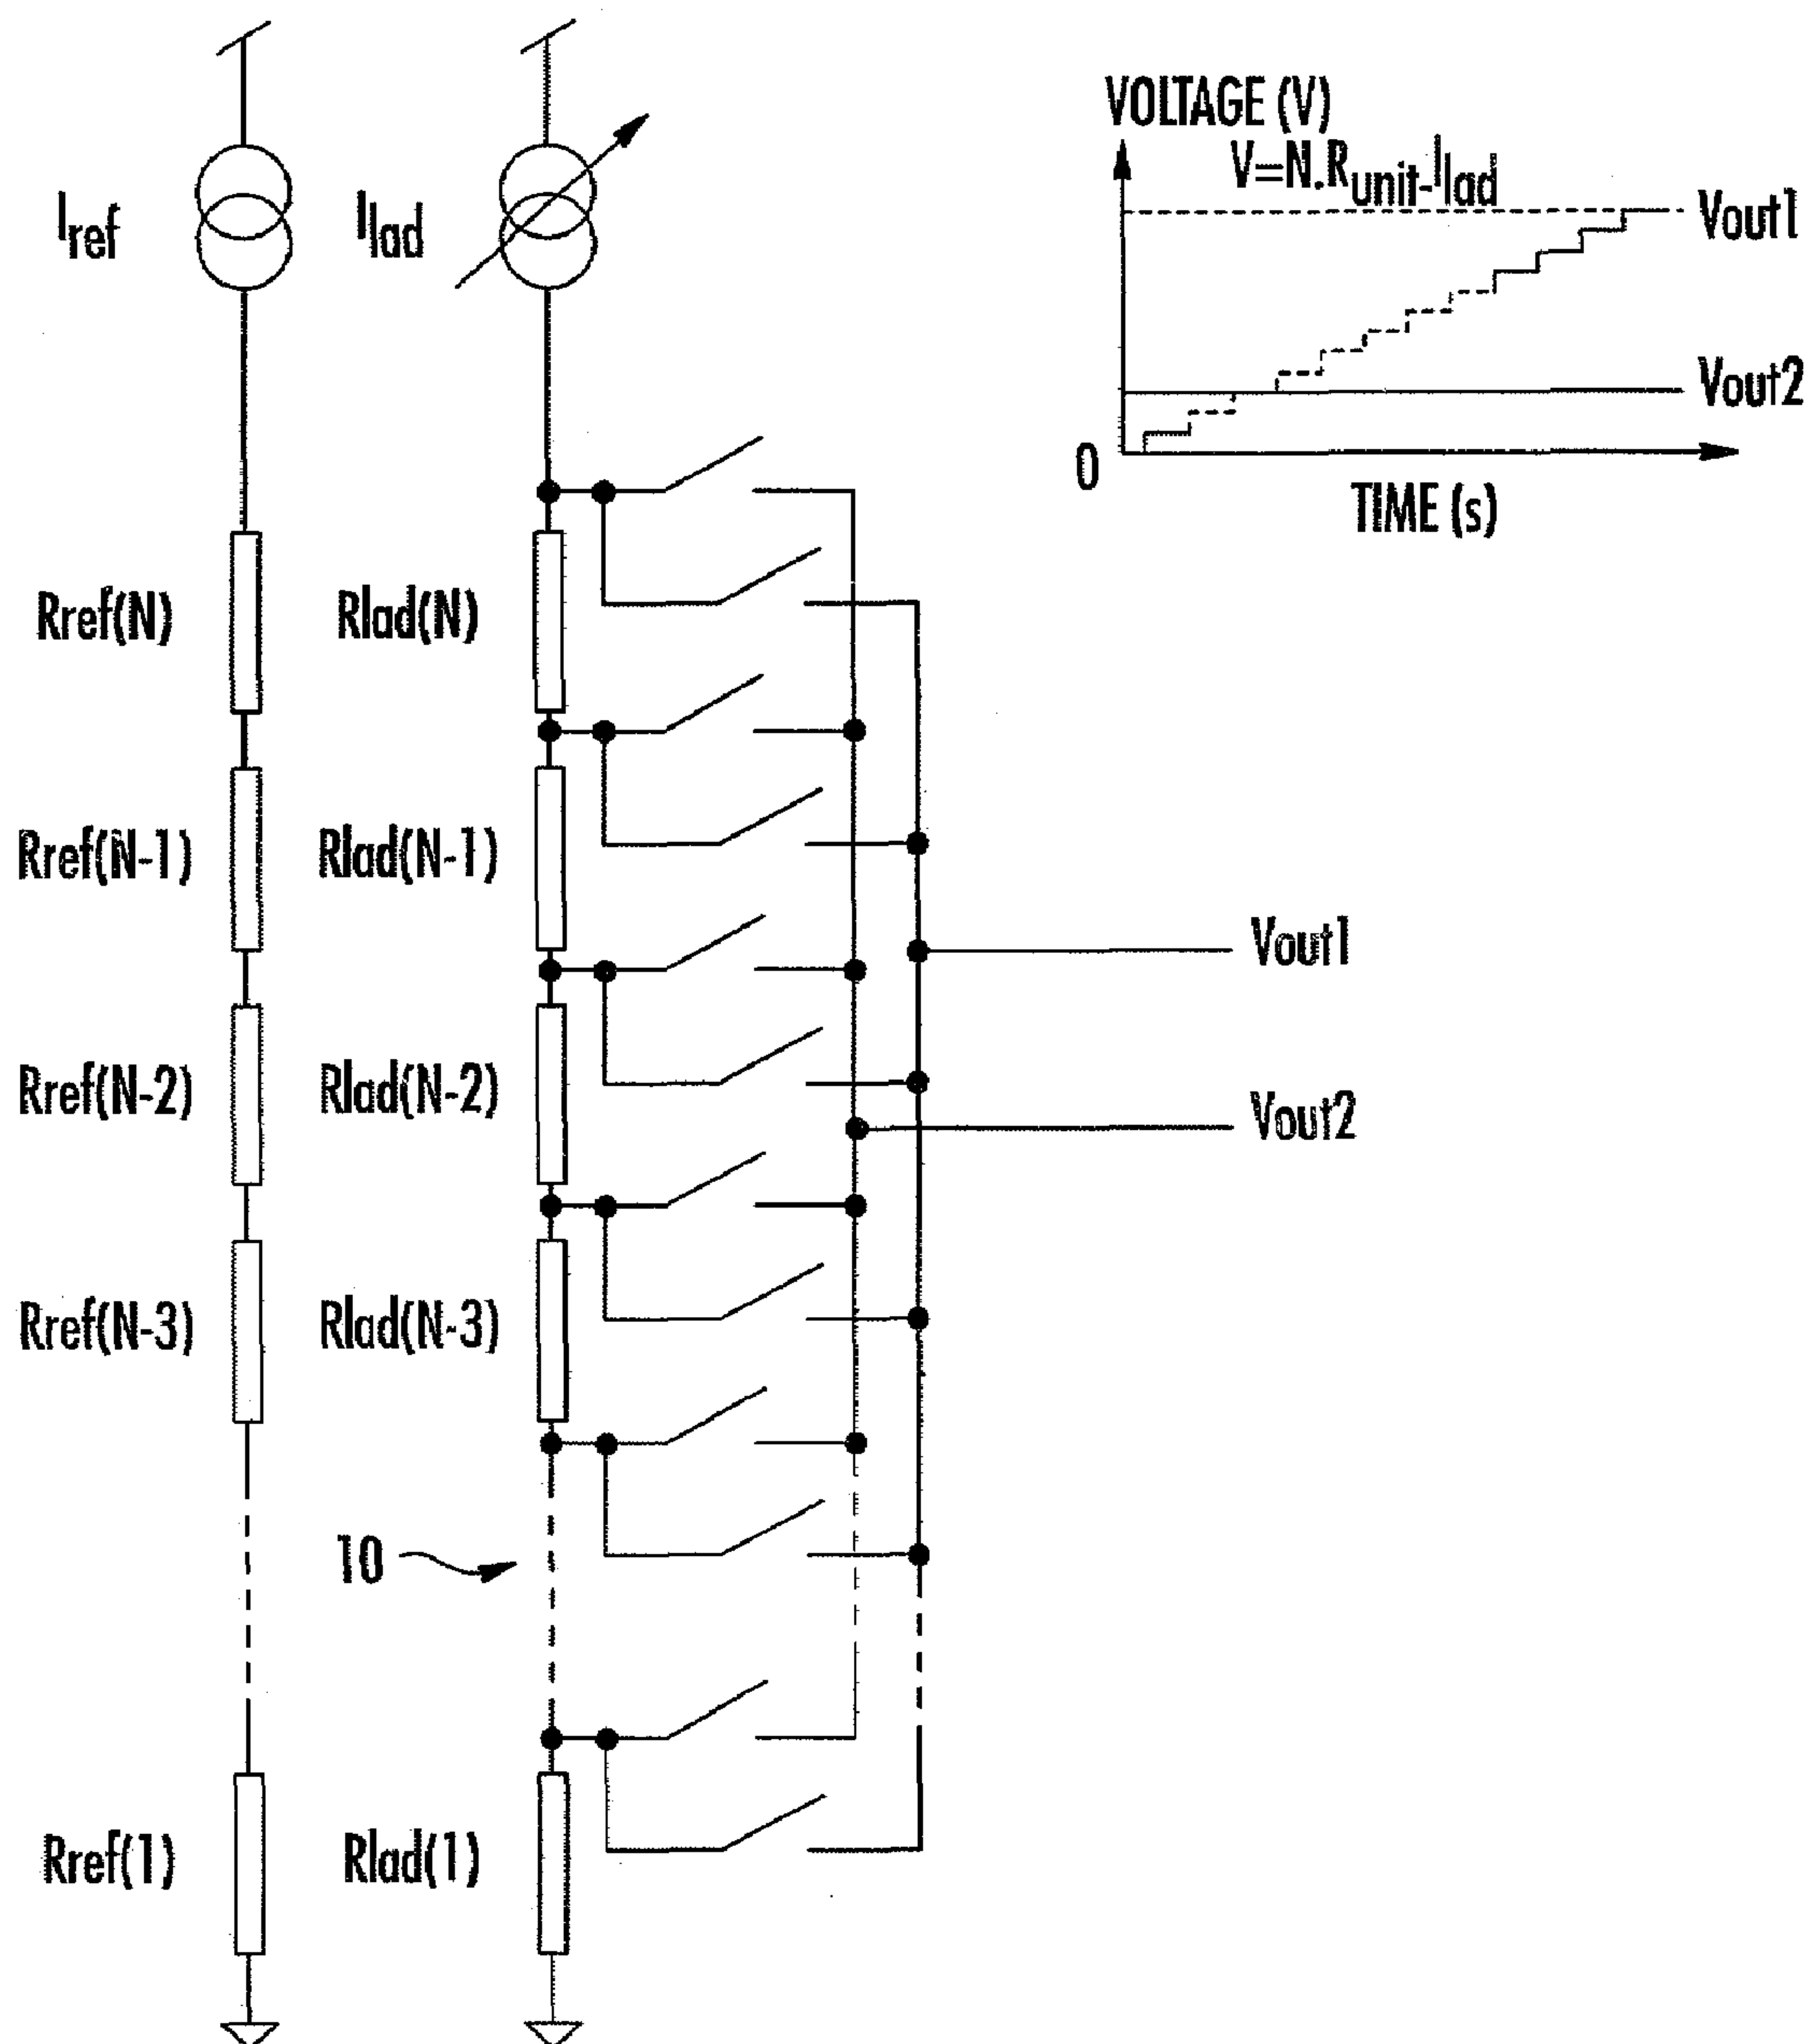 Iref
Ilad
VOLTAGE (V)
V=N.Runit-Ilad
Vout1
Vout2
0
TIME (s)
Rref(N)
Rlad(N)
Rref(N-1)
Rlad(N-1)
Vout1
Rref(N-2)
Rlad(N-2)
Vout2
Rref(N-3)
Rlad(N-3)
10
Rref(1)
Rlad(1)